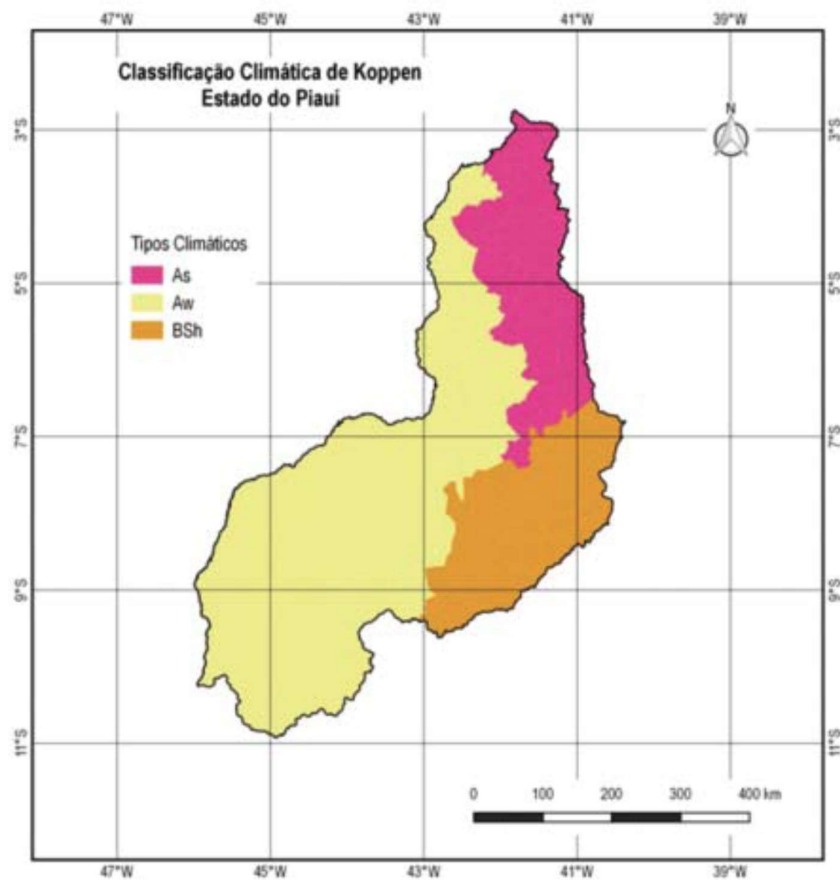 47°W 45°W 43°W 41°W 39°W
Classificação Climática de Koppen
Estado do Piauí
N
3°S 3°S
Tipos Climáticos
As
5°S 5°S
Aw
BSh
7°S 7°S
9°S 9°S
11°S 11°S
0 100 200 300 400 km
47°W 45°W 43°W 41°W 39°W